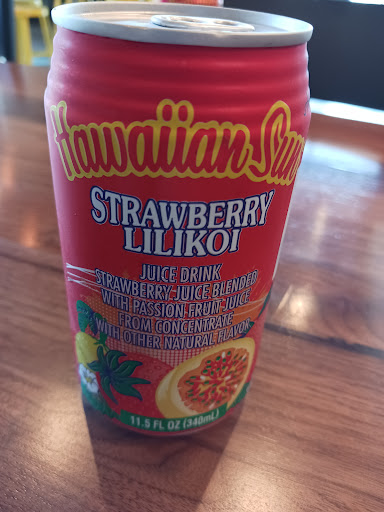 Hawaiian Sun
STRAWBERRY
LILIKOI
JUICE DRINK
STRAWBERRY JUICE BLENDED
WITH PASSION FRUIT JUICE
FROM CONCENTRATE
WITH OTHER NATURAL FLAVOR
11.5 FL OZ (340mL)